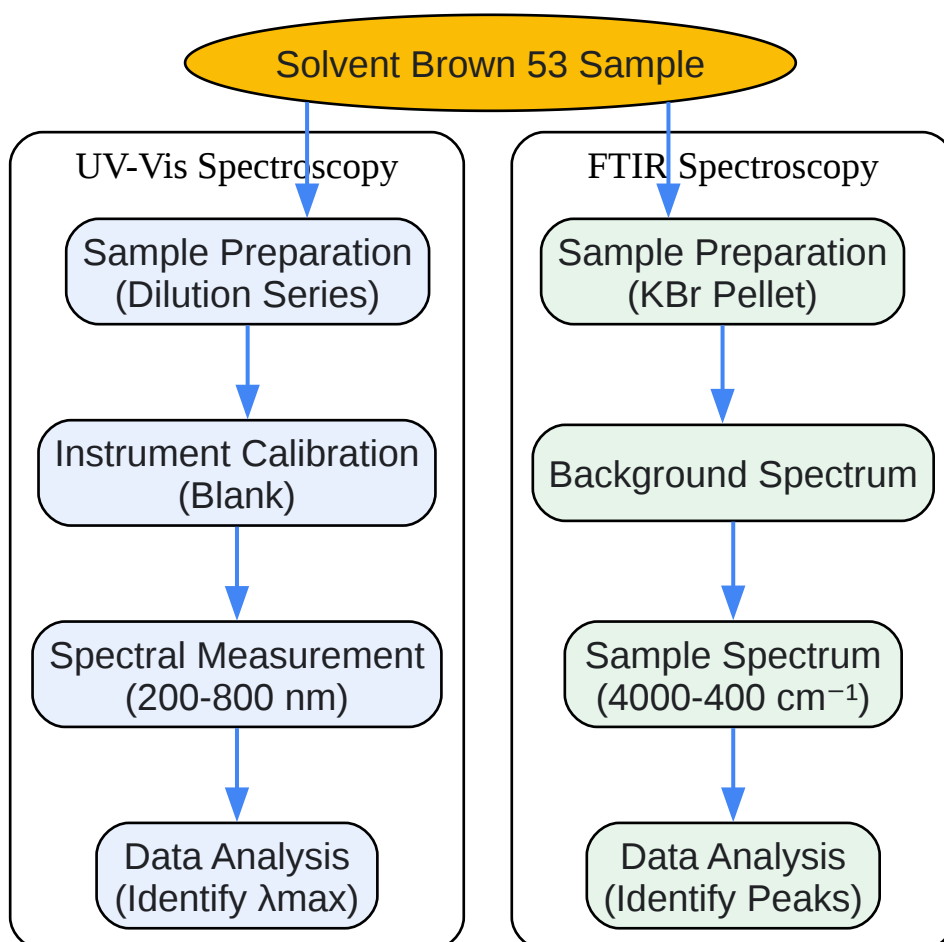 Solvent Brown 53 Sample
UV-Vis Spectroscopy
Sample Preparation
(Dilution Series)
Instrument Calibration
(Blank)
Spectral Measurement
(200-800 nm)
Data Analysis
(Identify λmax)
FTIR Spectroscopy
Sample Preparation
(KBr Pellet)
Background Spectrum
Sample Spectrum
(4000-400 cm⁻¹)
Data Analysis
(Identify Peaks)